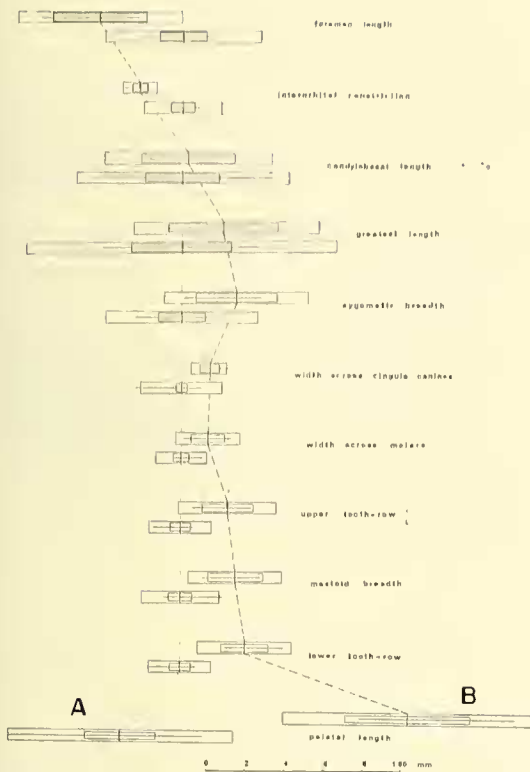 foramen length
interorbital constriction
condylobasal length
greatest length
zygomatic breadth
width across cingula canines
width across molars
upper tooth-row
mastoid breadth
lower tooth-row
A
B
palatal length
0 2 4 6 8 100 mm